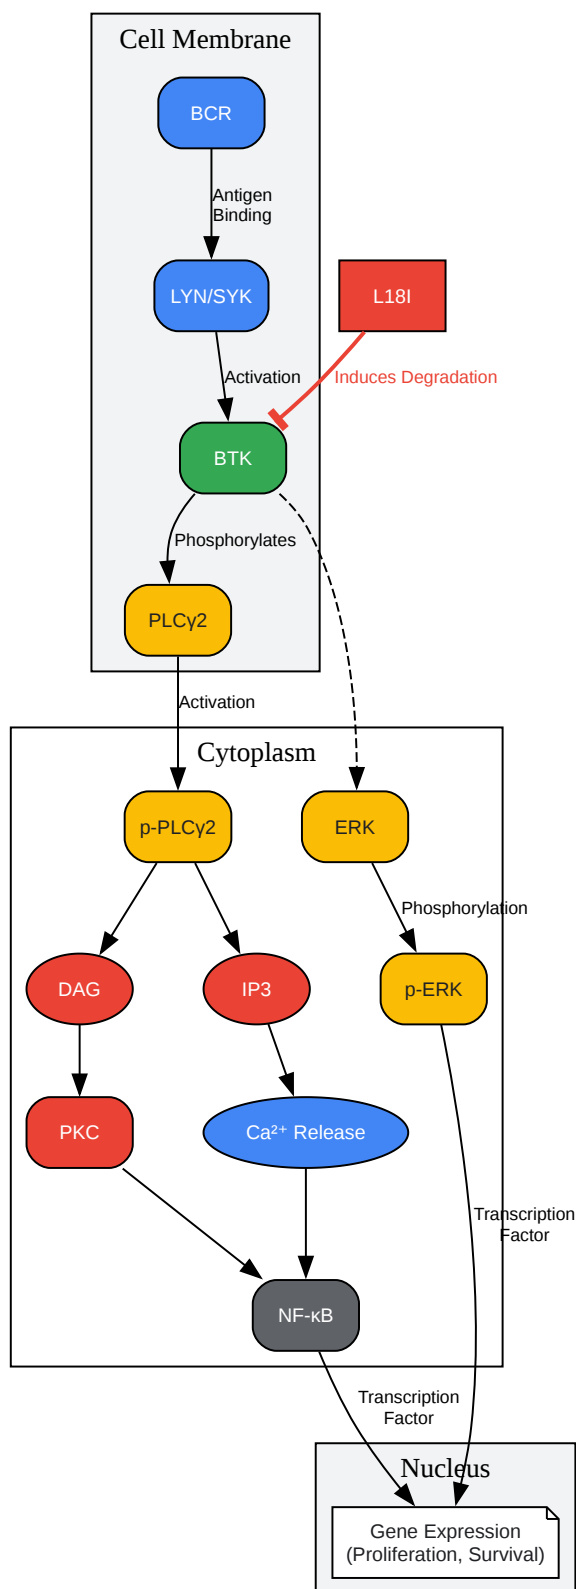 Cell Membrane
BCR
Antigen
Binding
LYN/SYK
L18I
Activation
Induces Degradation
BTK
Phosphorylates
PLCγ2
Activation
Cytoplasm
p-PLCγ2
ERK
Phosphorylation
DAG
IP3
p-ERK
PKC
Ca²⁺ Release
Transcription
Factor
NF-κB
Transcription
Factor
Nucleus
Gene Expression
(Proliferation, Survival)